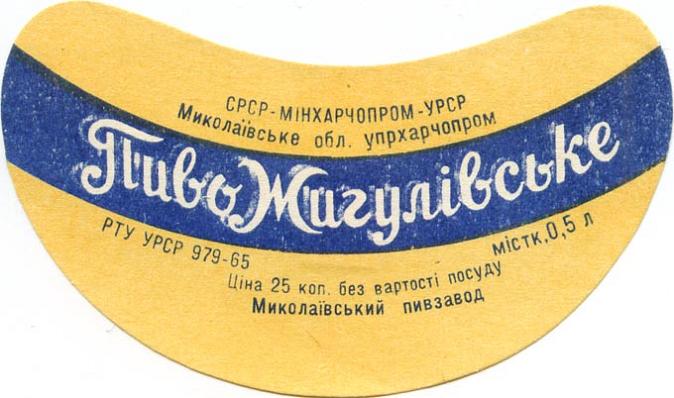 СРСР-МІНХАРЧОПРОМ-УРСР
Миколаївське обл. упрхарчопром
Пиво Жигулівське
РТУ УРСР 979-65
містк. 0,5 л
Ціна 25 коп. без вартості посуду
Миколаївський пивзавод